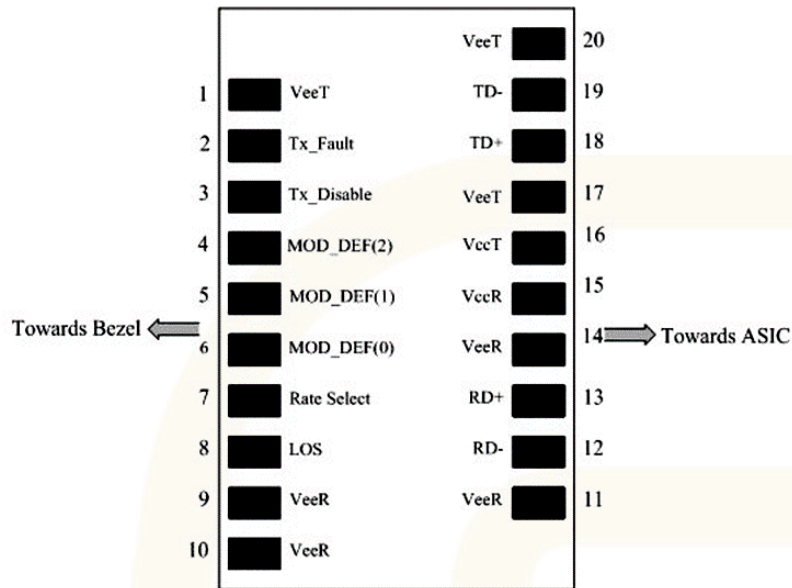 VeeT 20
1 VeeT TD- 19
2 Tx_Fault TD+ 18
3 Tx_Disable VeeT 17
4 MOD_DEF(2) VccT 16
5 MOD_DEF(1) VccR 15
Towards Bezel 6 MOD_DEF(0) VeeR 14 Towards ASIC
7 Rate Select RD+ 13
8 LOS RD- 12
9 VeeR VeeR 11
10 VeeR